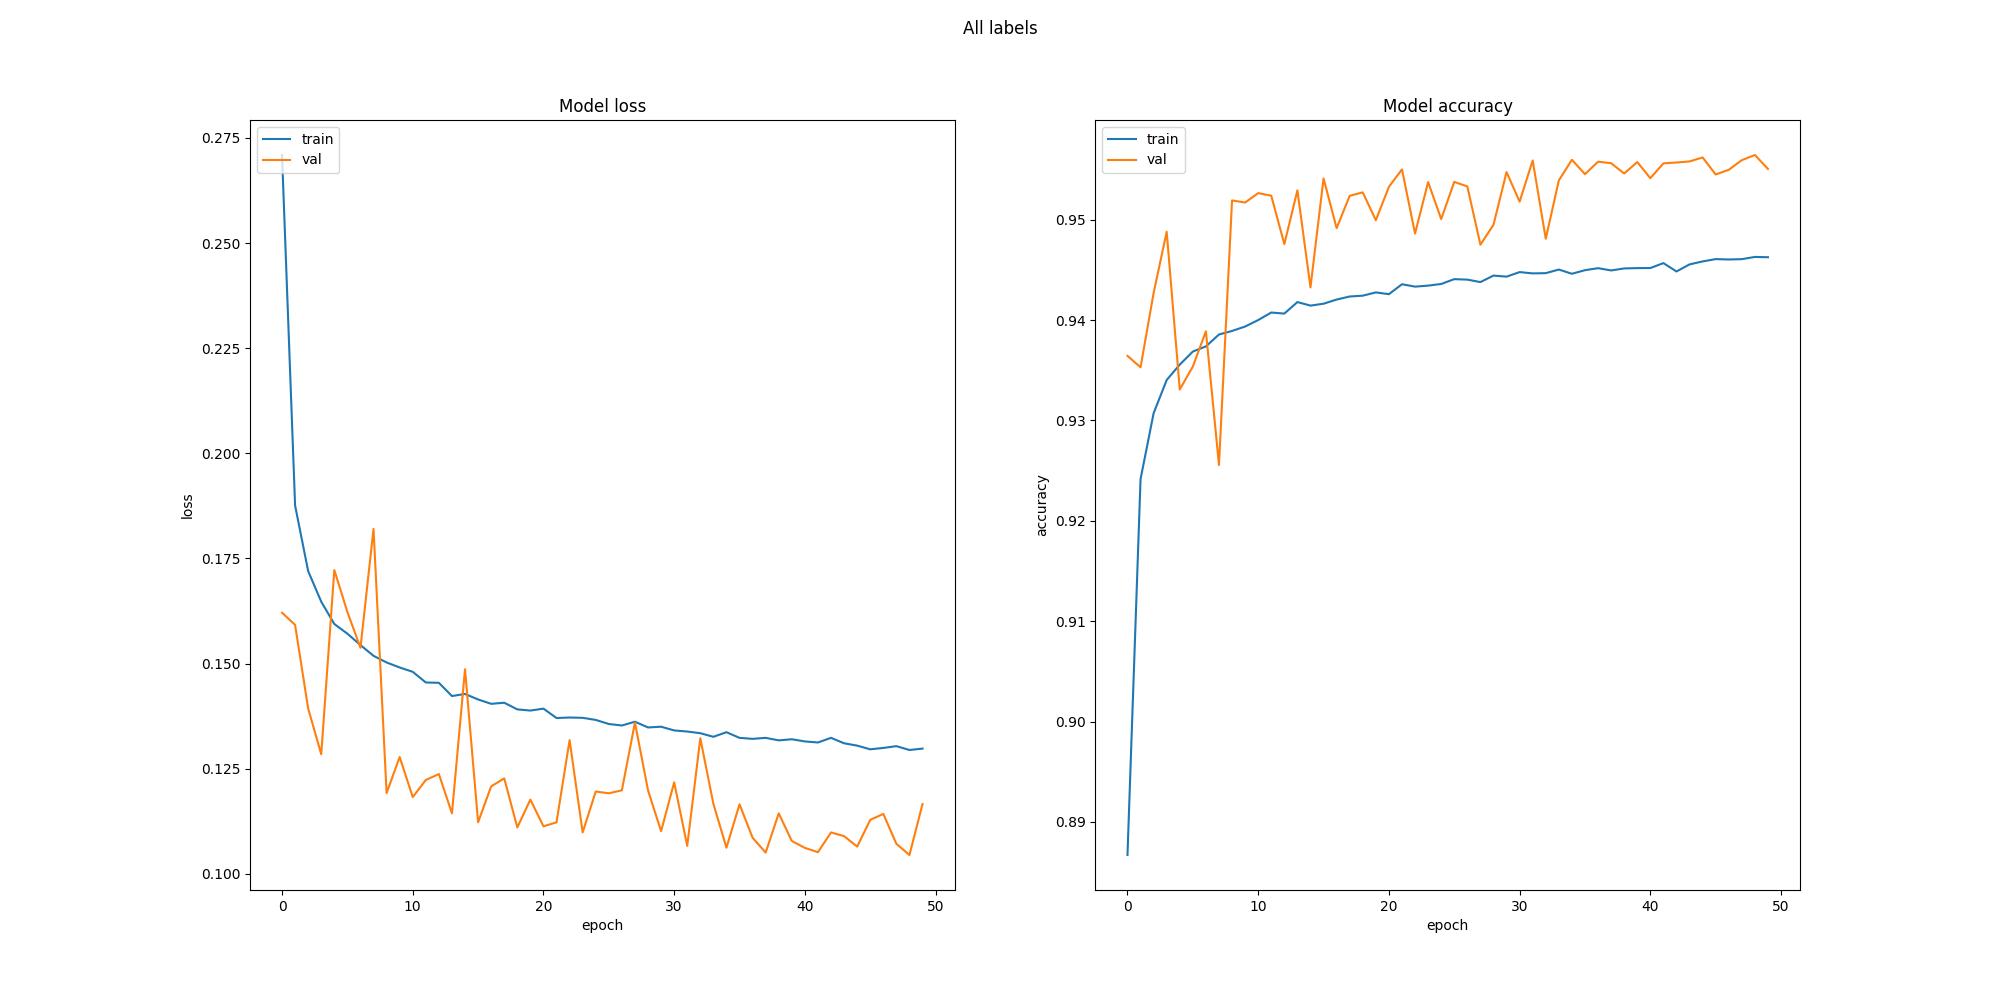 All labels
Model loss
train
val
0.275
0.250
0.225
0.200
0.175
0.150
0.125
0.100
loss
0 10 20 30 40 50
epoch
Model accuracy
train
val
0.95
0.94
0.93
0.92
0.91
0.90
0.89
accuracy
0 10 20 30 40 50
epoch